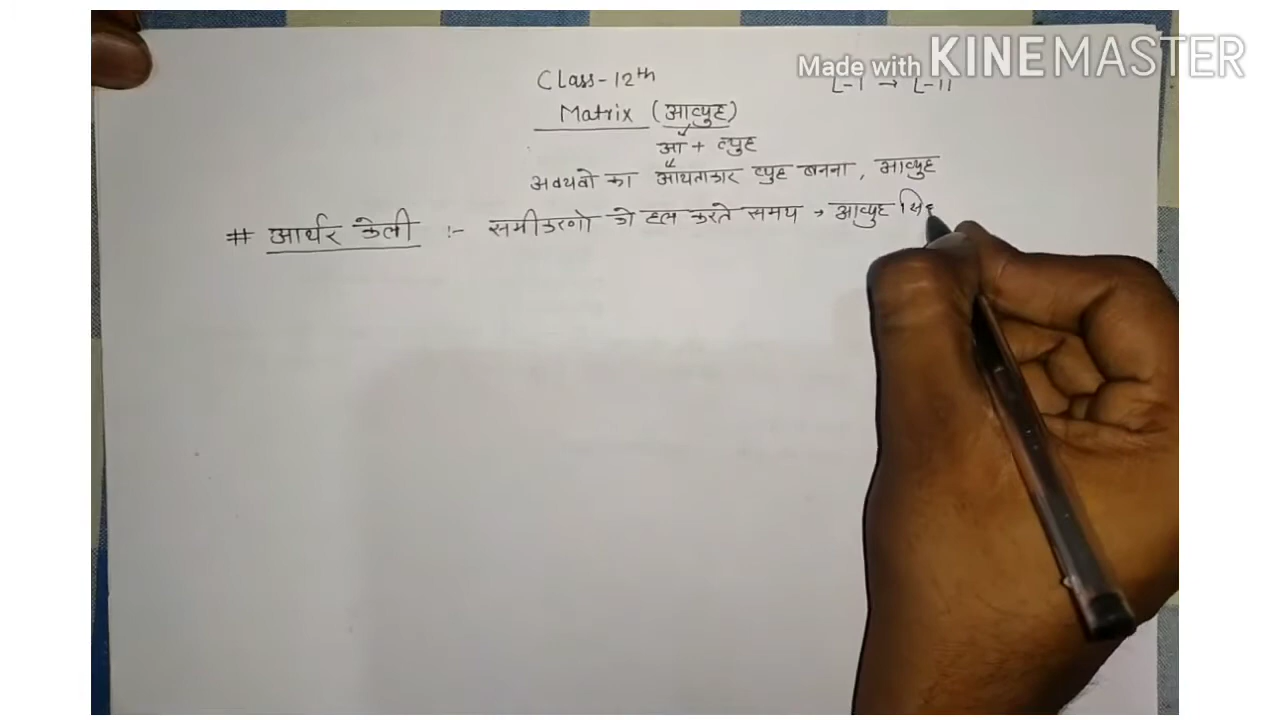 Made with KINEMASTER
Class-12th L-I → L-II
Matrix (आव्युह)
आ + व्युह
अवयवो का आयताकार व्युह बनना, आव्युह
# आर्थर केली :- समीकरणो को हल करते समय → आव्युह